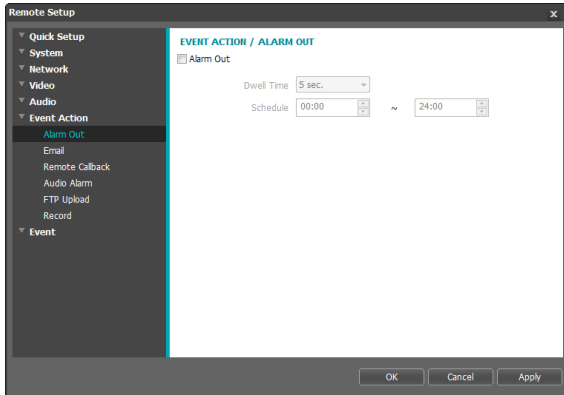 Remote Setup x
Quick Setup
System
Network
Video
Audio
Event Action
Alarm Out
Email
Remote Callback
Audio Alarm
FTP Upload
Record
Event
EVENT ACTION / ALARM OUT
Alarm Out
Dwell Time 5 sec.
Schedule 00:00 ~ 24:00
OK Cancel Apply